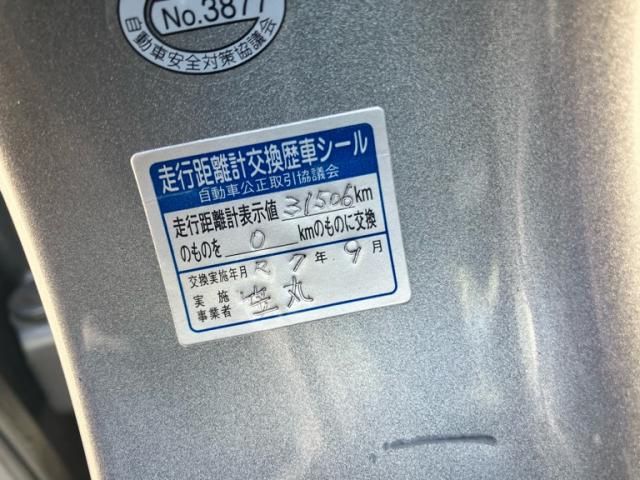 No.3877
自動車安全対策協議会
走行距離計交換歴車シール
自動車公正取引協議会
走行距離計表示値 31506 km
のものを 0 kmのものに交換
交換実施年月 R 7 年 9 月
実施
事業者 丸